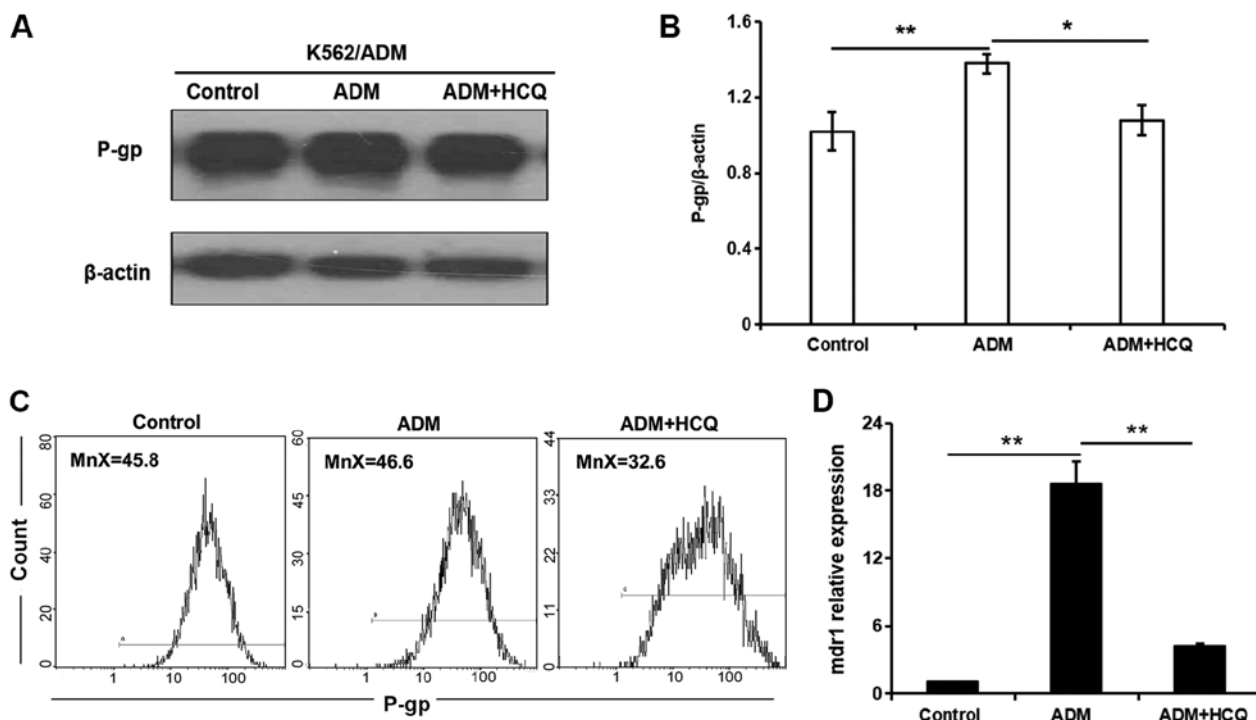 A
K562/ADM
Control ADM ADM+HCQ
P-gp
β-actin
B
P-gp/β-actin
1.6
1.2
0.8
0.4
0
** *
Control ADM ADM+HCQ
C
Control ADM ADM+HCQ
Count
MnX=45.8 MnX=46.6 MnX=32.6
80
60
40
20
0
60
45
30
15
0
44
33
22
11
0
1 10 100 1 10 100 1 10 100
P-gp
D
mdr1 relative expression
24
18
12
6
0
** **
Control ADM ADM+HCQ